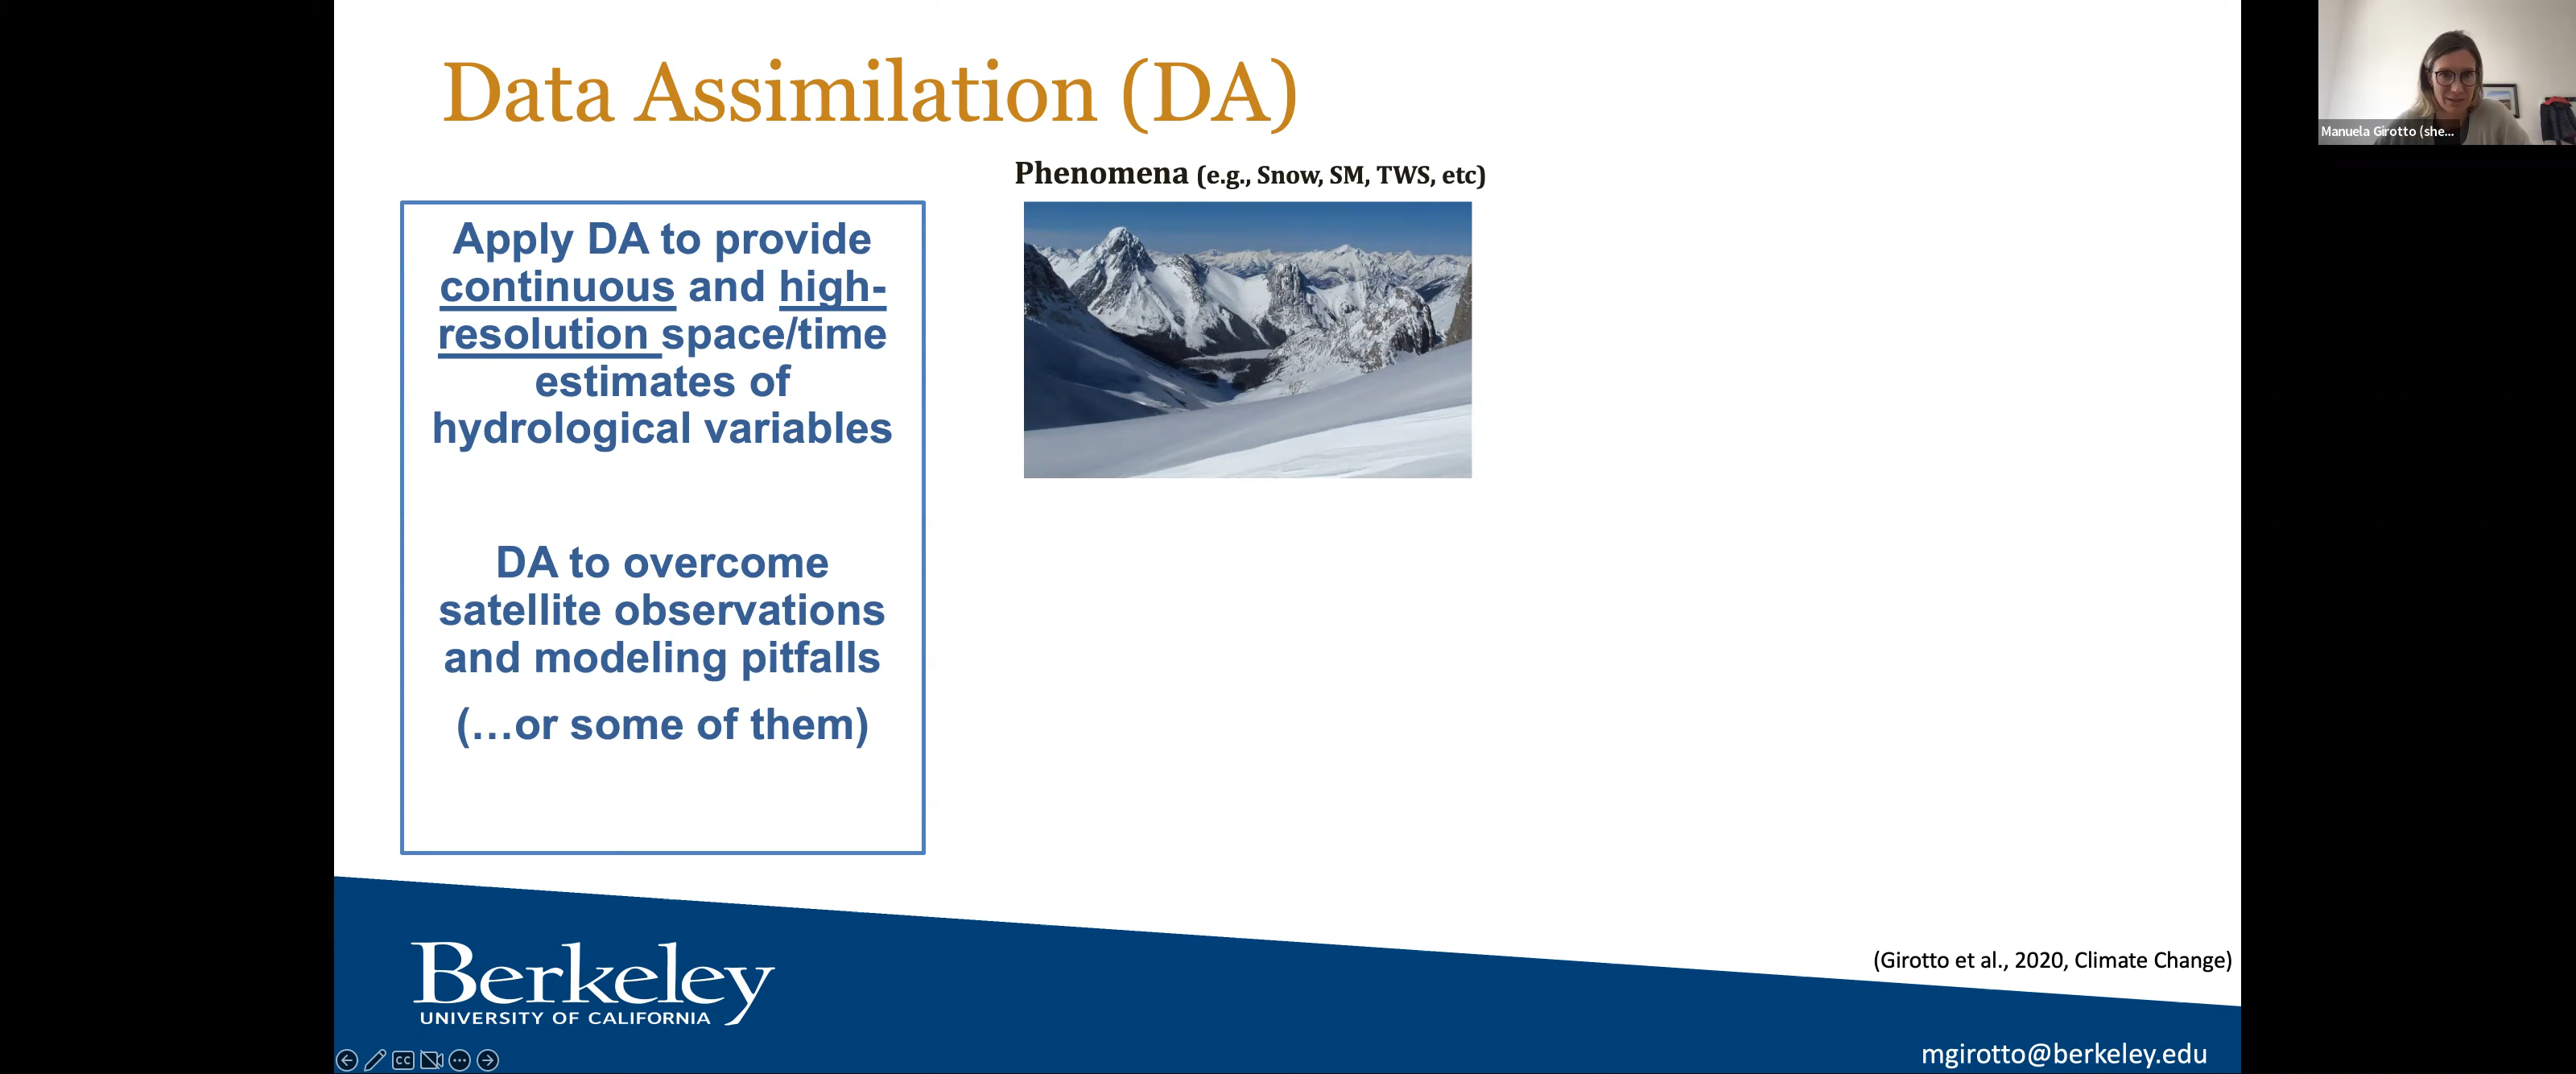 Data Assimilation (DA)
Manuela Girotto (she...
Phenomena (e.g., Snow, SM, TWS, etc)
Apply DA to provide
continuous and high-
resolution space/time
estimates of
hydrological variables
DA to overcome
satellite observations
and modeling pitfalls
(…or some of them)
(Girotto et al., 2020, Climate Change)
Berkeley
UNIVERSITY OF CALIFORNIA
mgirotto@berkeley.edu
CC